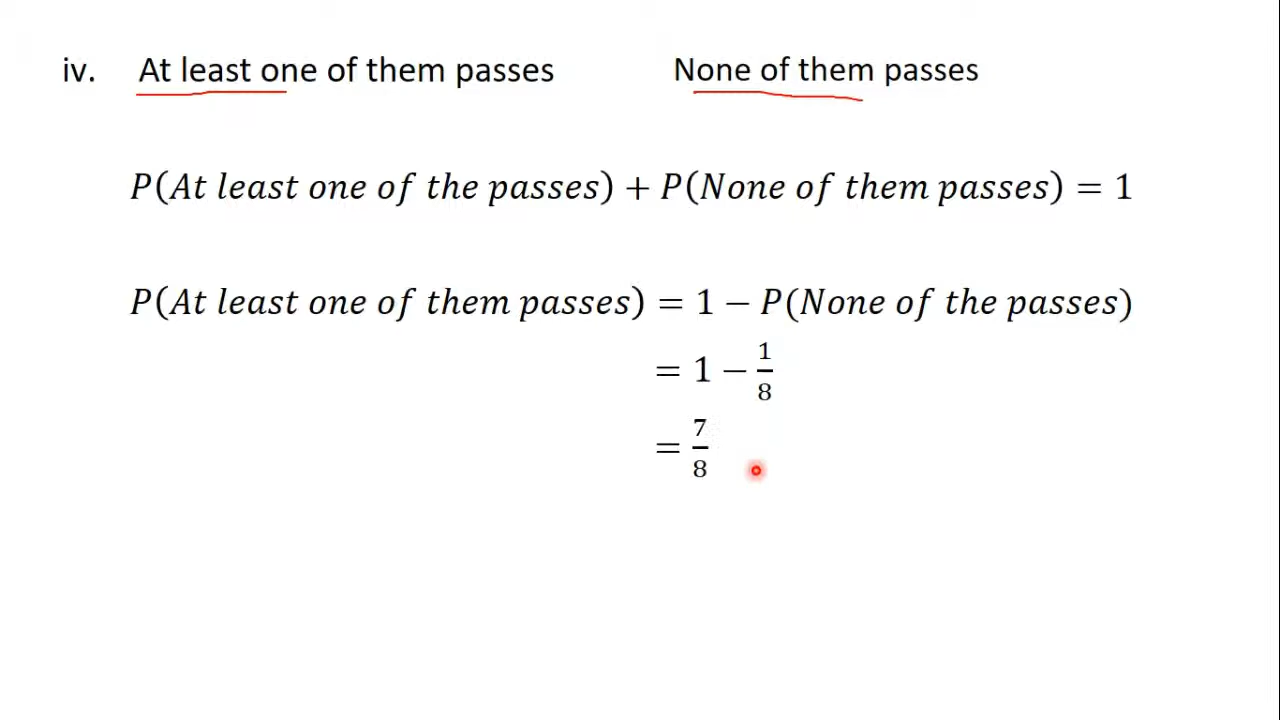 iv. At least one of them passes None of them passes
P(At least one of the passes) + P(None of them passes) = 1
P(At least one of them passes) = 1 − P(None of the passes)
= 1 − 1/8
= 7/8